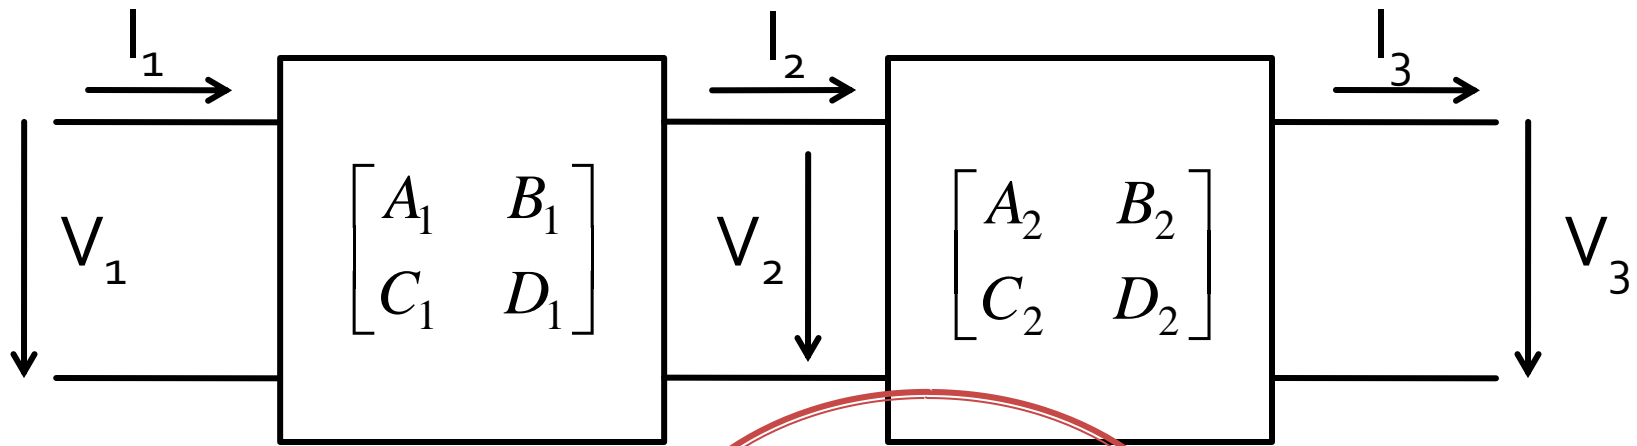 I₁ I₂ I₃
V₁ [A₁ B₁ V₂ [A₂ B₂ V₃
C₁ D₁] C₂ D₂]